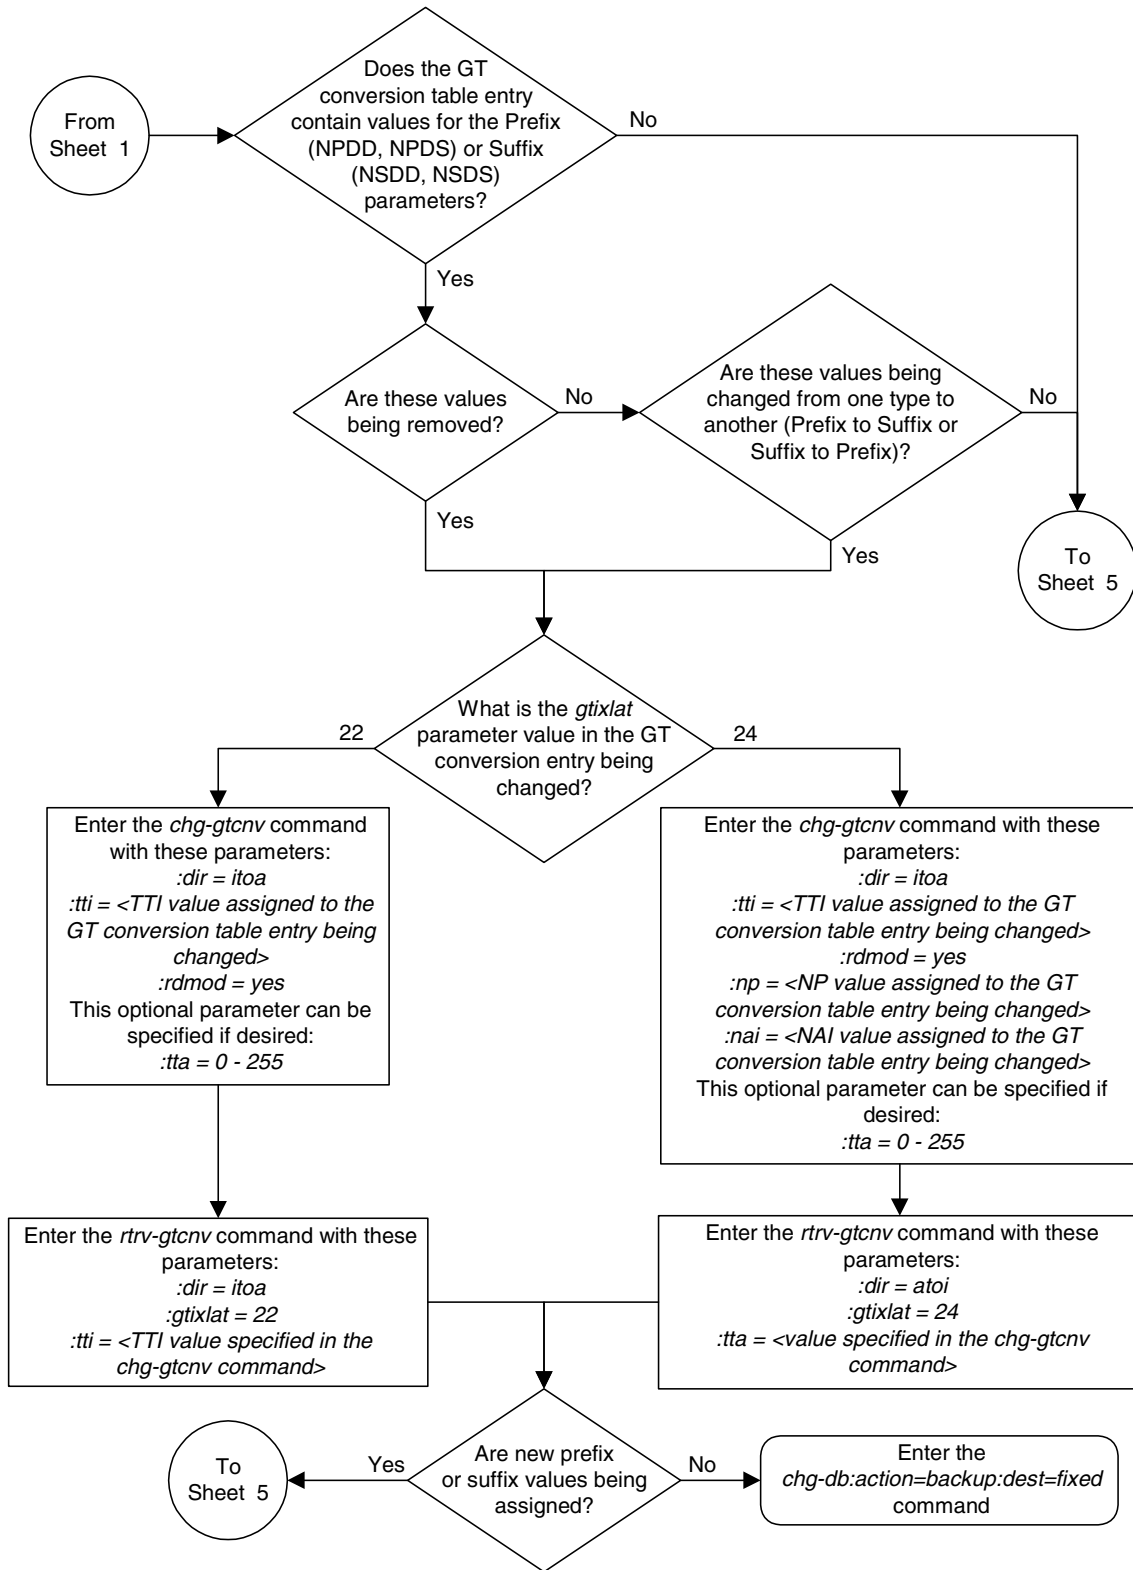 From
Sheet 1
Does the GT
conversion table entry
contain values for the Prefix
(NPDD, NPDS) or Suffix
(NSDD, NSDS)
parameters?
No
Yes
Are these values
being removed?
No
Are these values being
changed from one type to
another (Prefix to Suffix or
Suffix to Prefix)?
No
Yes
Yes
To
Sheet 5
What is the gtixlat
parameter value in the GT
conversion entry being
changed?
22
24
Enter the chg-gtcnv command
with these parameters:
:dir = itoa
:tti = <TTI value assigned to the
GT conversion table entry being
changed>
:rdmod = yes
This optional parameter can be
specified if desired:
:tta = 0 - 255
Enter the chg-gtcnv command with these
parameters:
:dir = itoa
:tti = <TTI value assigned to the GT
conversion table entry being changed>
:rdmod = yes
:np = <NP value assigned to the GT
conversion table entry being changed>
:nai = <NAI value assigned to the GT
conversion table entry being changed>
This optional parameter can be specified if
desired:
:tta = 0 - 255
Enter the rtrv-gtcnv command with these
parameters:
:dir = itoa
:gtixlat = 22
:tti = <TTI value specified in the
chg-gtcnv command>
Enter the rtrv-gtcnv command with these
parameters:
:dir = atoi
:gtixlat = 24
:tta = <value specified in the chg-gtcnv
command>
To
Sheet 5
Yes
Are new prefix
or suffix values being
assigned?
No
Enter the
chg-db:action=backup:dest=fixed
command